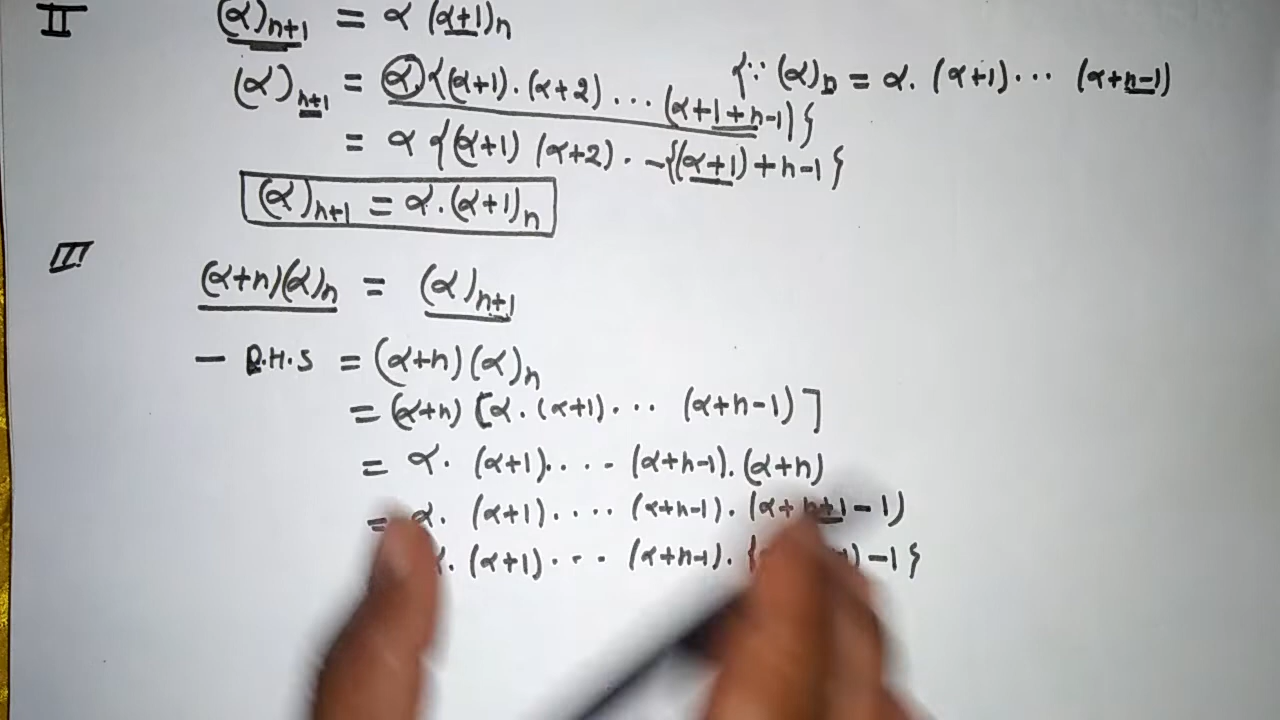 II (α)n+1 = α (α+1)n
(α)n+1 = α {(α+1). (α+2) ... (α+1+n-1)} {∵ (α)n = α. (α+1) ... (α+n-1)
= α {(α+1) (α+2) . - {(α+1)+n-1}
(α)n+1 = α.(α+1)n
III
(α+n)(α)n = (α)n+1
- R.H.S = (α+n) (α)n
= (α+n) [α. (α+1)... (α+n-1)]
= α. (α+1).... (α+n-1). (α+n)
= α. (α+1).... (α+n-1). (α+n+1-1)
. (α+1)... (α+n-1). { -1}